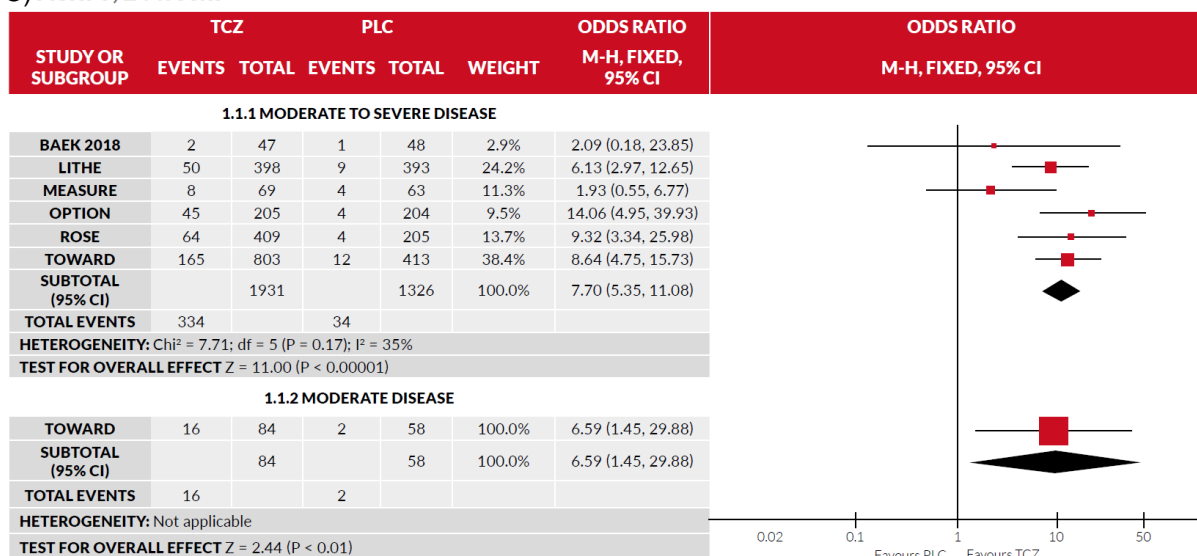 TCZ PLC ODDS RATIO ODDS RATIO
STUDY OR SUBGROUP EVENTS TOTAL EVENTS TOTAL WEIGHT M-H, FIXED, 95% CI M-H, FIXED, 95% CI
1.1.1 MODERATE TO SEVERE DISEASE
BAEK 2018 2 47 1 48 2.9% 2.09 (0.18, 23.85)
LITHE 50 398 9 393 24.2% 6.13 (2.97, 12.65)
MEASURE 8 69 4 63 11.3% 1.93 (0.55, 6.77)
OPTION 45 205 4 204 9.5% 14.06 (4.95, 39.93)
ROSE 64 409 4 205 13.7% 9.32 (3.34, 25.98)
TOWARD 165 803 12 413 38.4% 8.64 (4.75, 15.73)
SUBTOTAL (95% CI) 1931 1326 100.0% 7.70 (5.35, 11.08)
TOTAL EVENTS 334 34
HETEROGENEITY: Chi² = 7.71; df = 5 (P = 0.17); I² = 35%
TEST FOR OVERALL EFFECT Z = 11.00 (P < 0.00001)
1.1.2 MODERATE DISEASE
TOWARD 16 84 2 58 100.0% 6.59 (1.45, 29.88)
SUBTOTAL (95% CI) 84 58 100.0% 6.59 (1.45, 29.88)
TOTAL EVENTS 16 2
HETEROGENEITY: Not applicable
TEST FOR OVERALL EFFECT Z = 2.44 (P < 0.01)
0.02 0.1 1 10 50
Favours PLC Favours TCZ